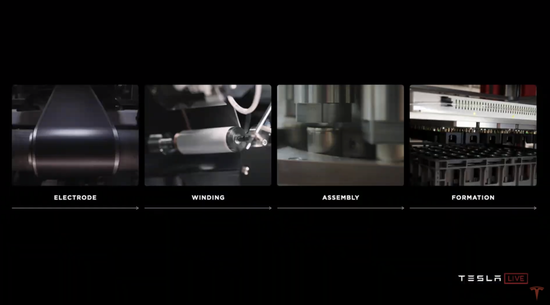 ELECTRODE
WINDING
ASSEMBLY
FORMATION
TESLA LIVE